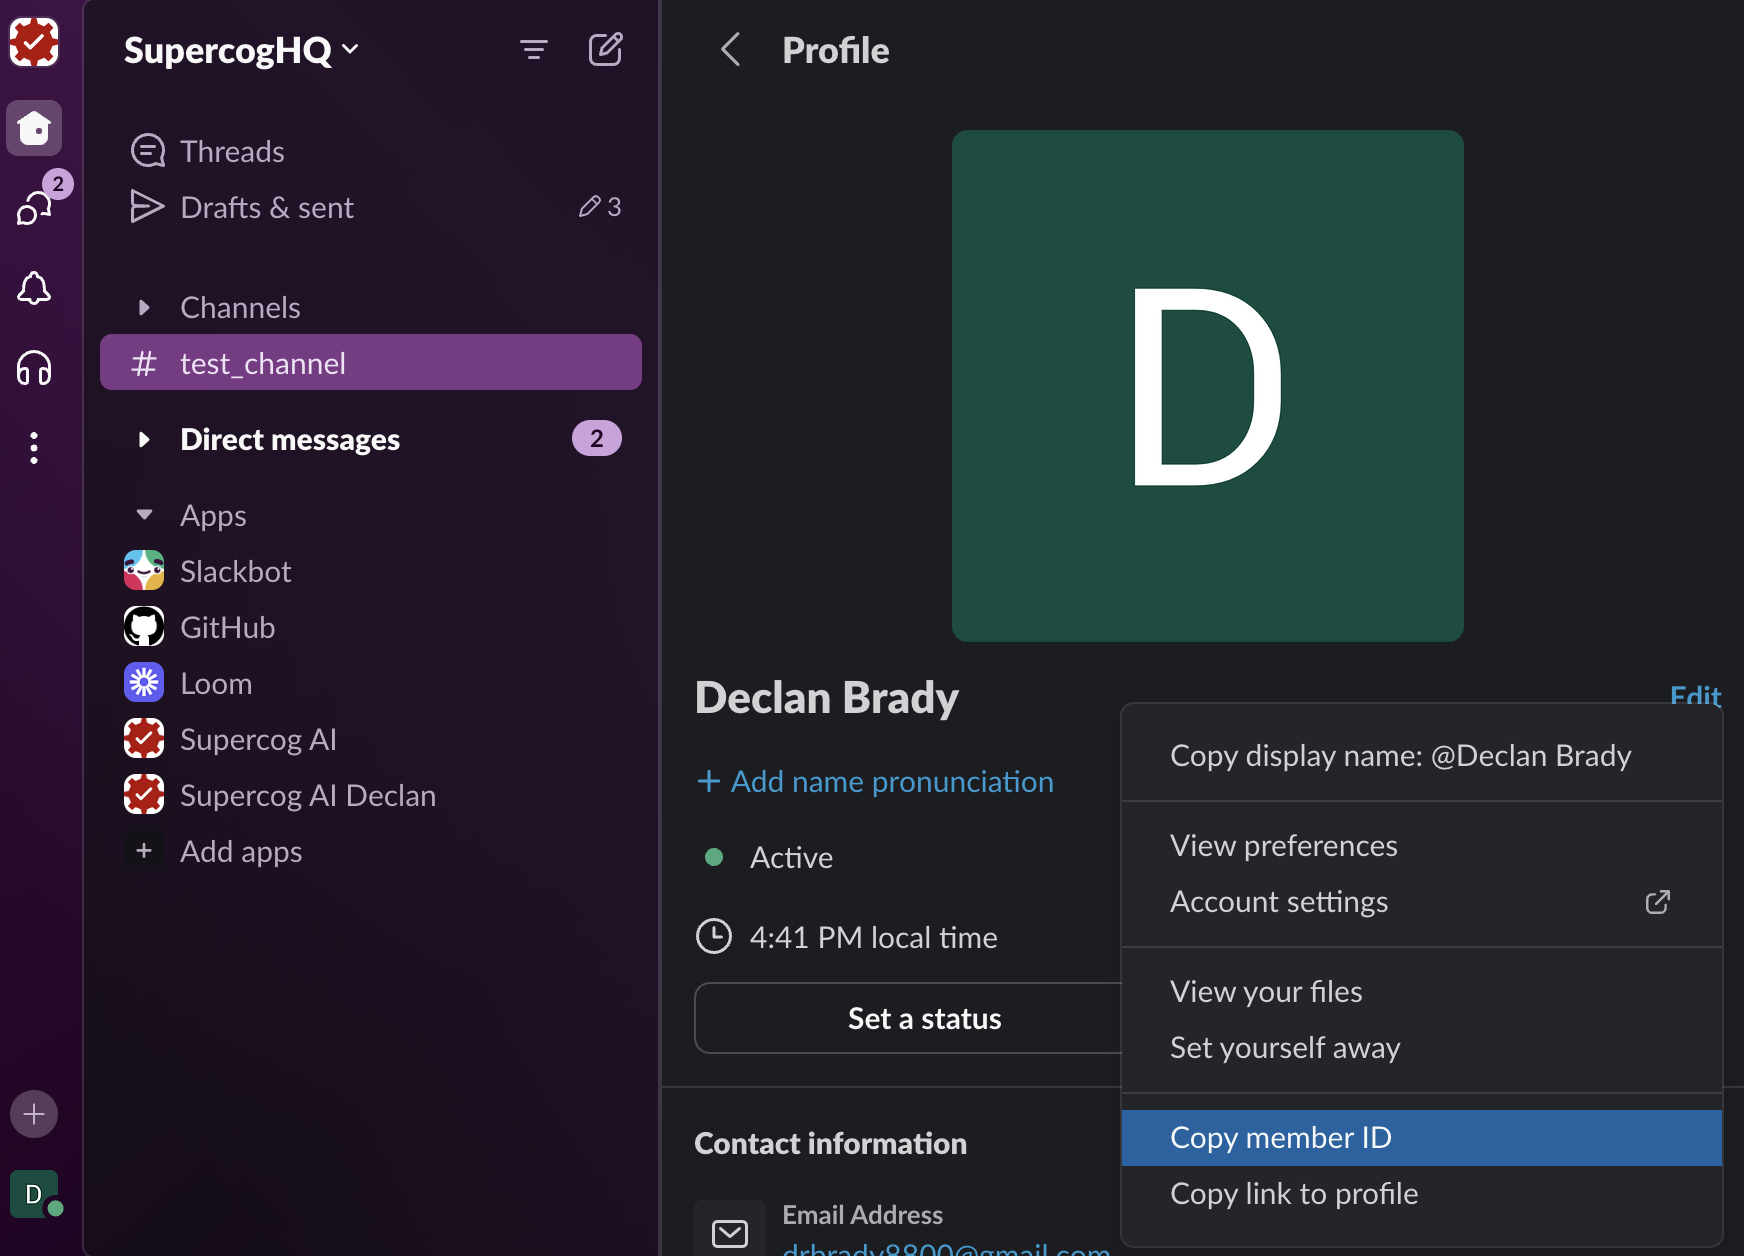 SupercogHQ
2
Threads
Drafts & sent
3
Channels
# test_channel
Direct messages
2
Apps
Slackbot
GitHub
Loom
Supercog AI
Supercog AI Declan
+ Add apps
D
Profile
D
Declan Brady
Edit
+ Add name pronunciation
Active
4:41 PM local time
Set a status
Contact information
Email Address
drbrady8800@gmail.com
Copy display name: @Declan Brady
View preferences
Account settings
View your files
Set yourself away
Copy member ID
Copy link to profile